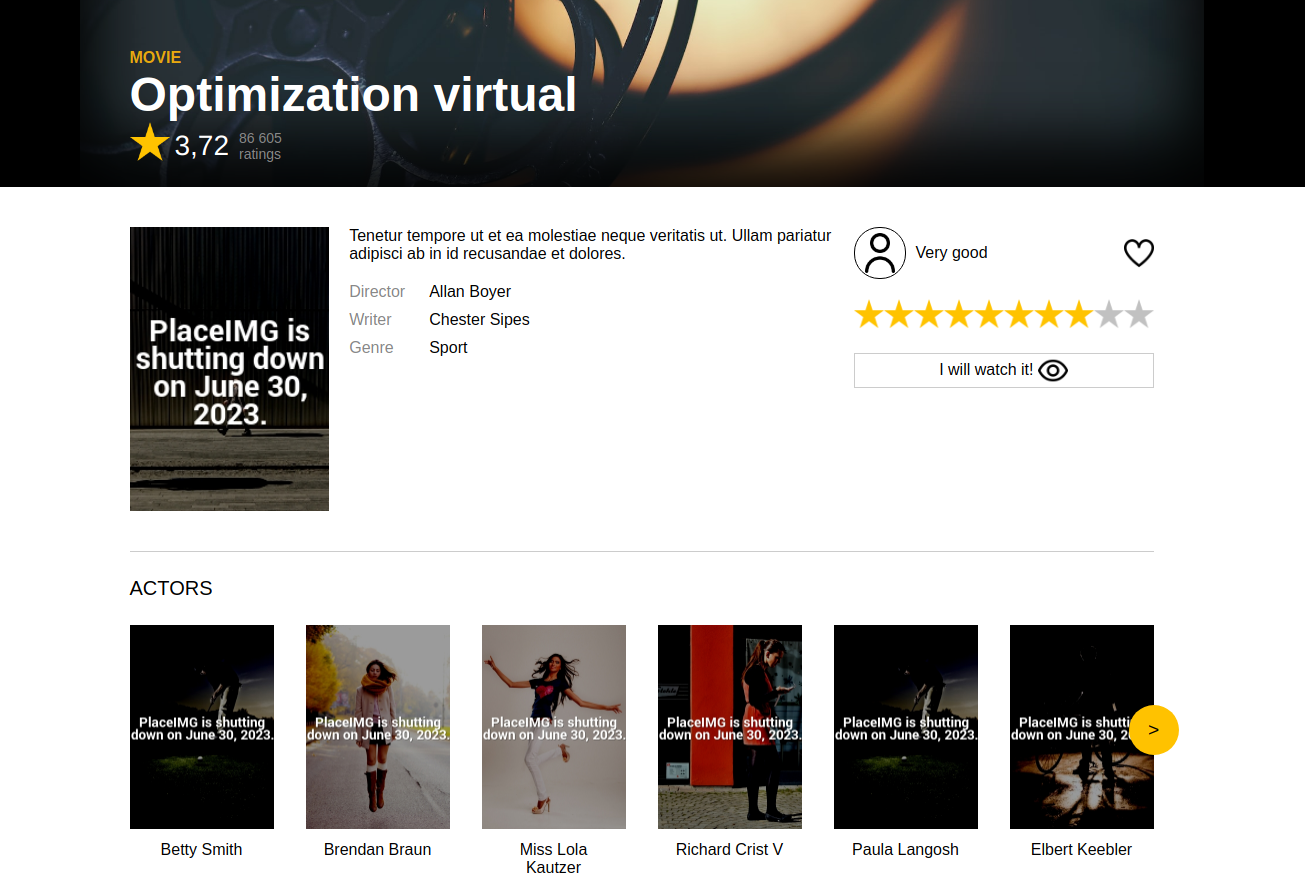 MOVIE
Optimization virtual
3,72
86 605
ratings
PlaceIMG is
shutting down
on June 30,
2023.
Tenetur tempore ut et ea molestiae neque veritatis ut. Ullam pariatur
adipisci ab in id recusandae et dolores.
Director Allan Boyer
Writer Chester Sipes
Genre Sport
Very good
I will watch it!
ACTORS
PlaceIMG is shutting
down on June 30, 2023.
PlaceIMG is shutting
down on June 30, 2023.
PlaceIMG is shutting
down on June 30, 2023.
PlaceIMG is shutting
down on June 30, 2023.
PlaceIMG is shutting
down on June 30, 2023.
PlaceIMG is
down on June 30,
>
Betty Smith
Brendan Braun
Miss Lola
Kautzer
Richard Crist V
Paula Langosh
Elbert Keebler